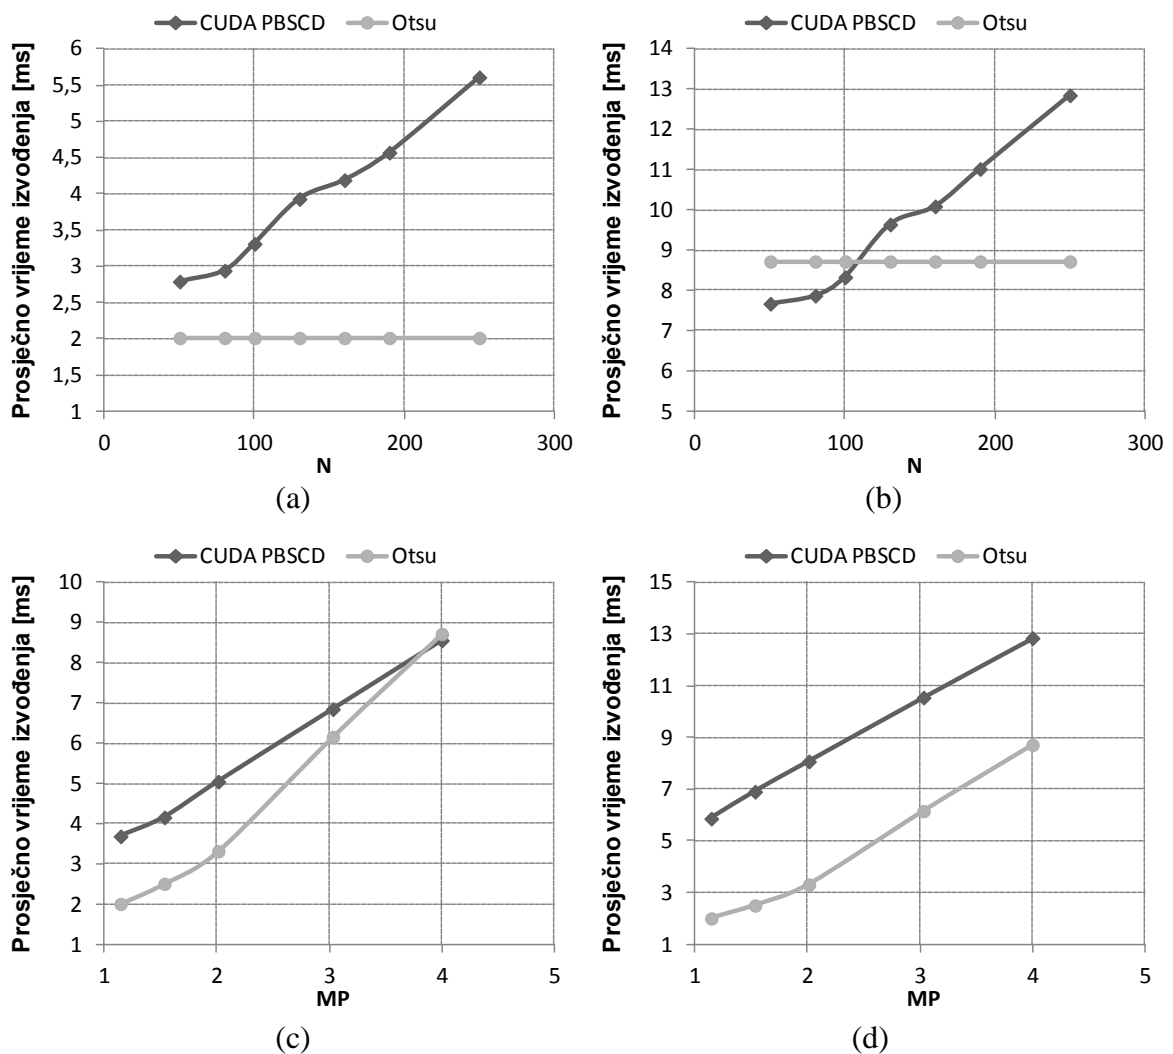 CUDA PBSCD Otsu
Prosječno vrijeme izvođenja [ms]
6
5,5
5
4,5
4
3,5
3
2,5
2
1,5
1
0 100 200 300
N
(a)
CUDA PBSCD Otsu
Prosječno vrijeme izvođenja [ms]
14
13
12
11
10
9
8
7
6
5
0 100 200 300
N
(b)
CUDA PBSCD Otsu
Prosječno vrijeme izvođenja [ms]
10
9
8
7
6
5
4
3
2
1
1 2 3 4 5
MP
(c)
CUDA PBSCD Otsu
Prosječno vrijeme izvođenja [ms]
15
13
11
9
7
5
3
1
1 2 3 4 5
MP
(d)